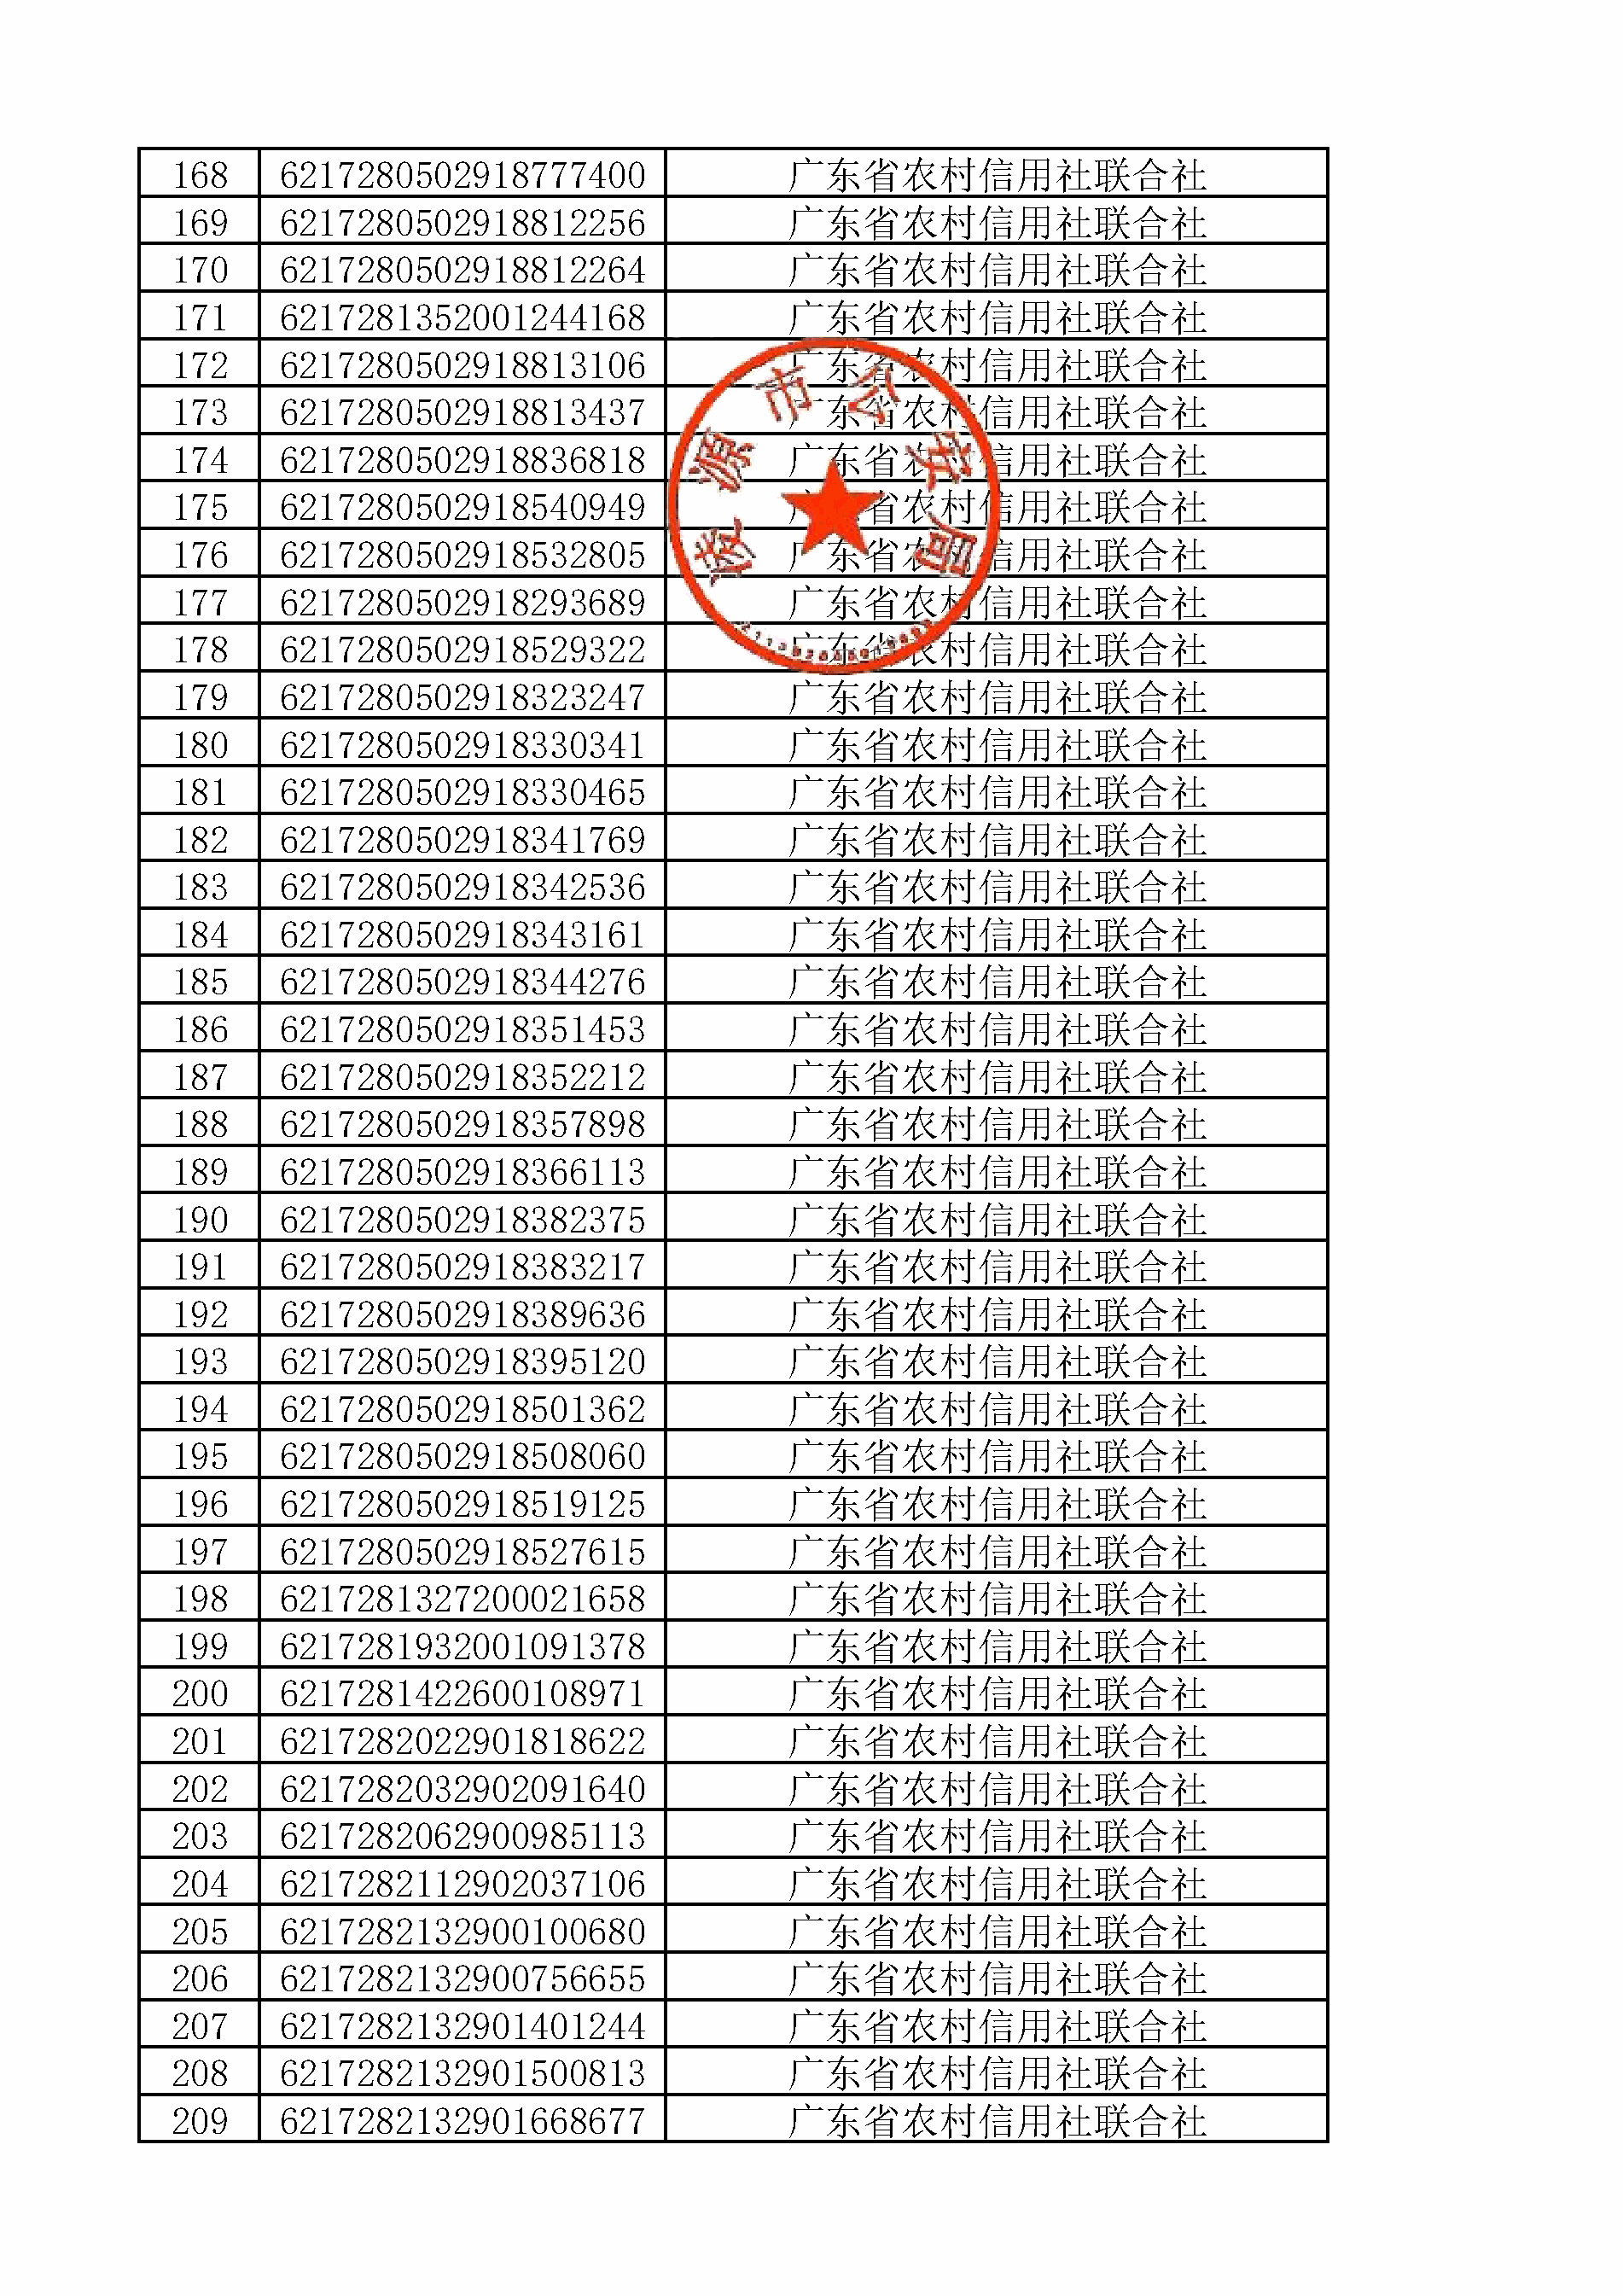 168 6217280502918777400 广东省农村信用社联合社
169 6217280502918812256 广东省农村信用社联合社
170 6217280502918812264 广东省农村信用社联合社
171 6217281352001244168 广东省农村信用社联合社
172 6217280502918813106 广东省农村信用社联合社
173 6217280502918813437 广东省农村信用社联合社
174 6217280502918836818 广东省农村信用社联合社
175 6217280502918540949 广东省农村信用社联合社
176 6217280502918532805 广东省农村信用社联合社
177 6217280502918293689 广东省农村信用社联合社
178 6217280502918529322 广东省农村信用社联合社
凌源市公安局
179 6217280502918323247 广东省农村信用社联合社
180 6217280502918330341 广东省农村信用社联合社
181 6217280502918330465 广东省农村信用社联合社
182 6217280502918341769 广东省农村信用社联合社
183 6217280502918342536 广东省农村信用社联合社
184 6217280502918343161 广东省农村信用社联合社
185 6217280502918344276 广东省农村信用社联合社
186 6217280502918351453 广东省农村信用社联合社
187 6217280502918352212 广东省农村信用社联合社
188 6217280502918357898 广东省农村信用社联合社
189 6217280502918366113 广东省农村信用社联合社
190 6217280502918382375 广东省农村信用社联合社
191 6217280502918383217 广东省农村信用社联合社
192 6217280502918389636 广东省农村信用社联合社
193 6217280502918395120 广东省农村信用社联合社
194 6217280502918501362 广东省农村信用社联合社
195 6217280502918508060 广东省农村信用社联合社
196 6217280502918519125 广东省农村信用社联合社
197 6217280502918527615 广东省农村信用社联合社
198 6217281327200021658 广东省农村信用社联合社
199 6217281932001091378 广东省农村信用社联合社
200 6217281422600108971 广东省农村信用社联合社
201 6217282022901818622 广东省农村信用社联合社
202 6217282032902091640 广东省农村信用社联合社
203 6217282062900985113 广东省农村信用社联合社
204 6217282112902037106 广东省农村信用社联合社
205 6217282132900100680 广东省农村信用社联合社
206 6217282132900756655 广东省农村信用社联合社
207 6217282132901401244 广东省农村信用社联合社
208 6217282132901500813 广东省农村信用社联合社
209 6217282132901668677 广东省农村信用社联合社